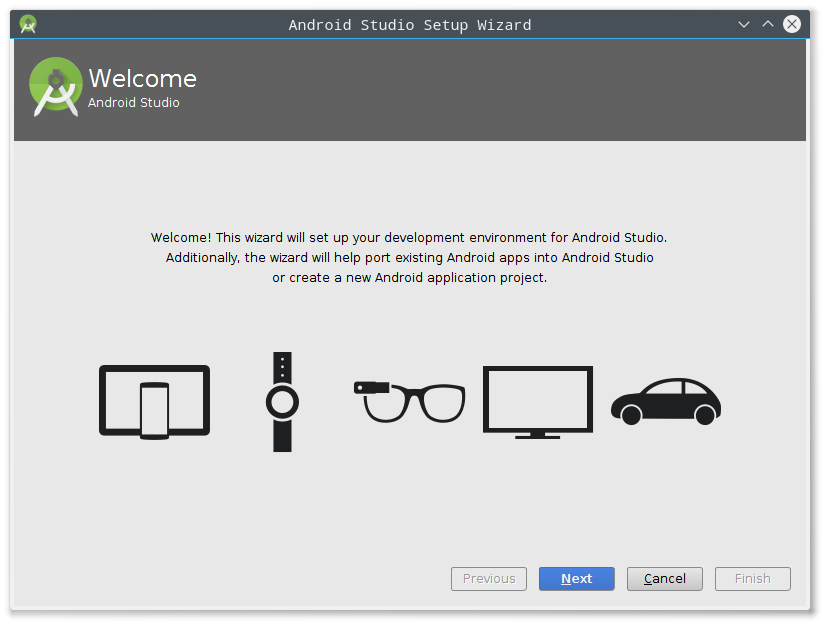 Android Studio Setup Wizard
Welcome
Android Studio
Welcome! This wizard will set up your development environment for Android Studio.
Additionally, the wizard will help port existing Android apps into Android Studio
or create a new Android application project.
Previous Next Cancel Finish